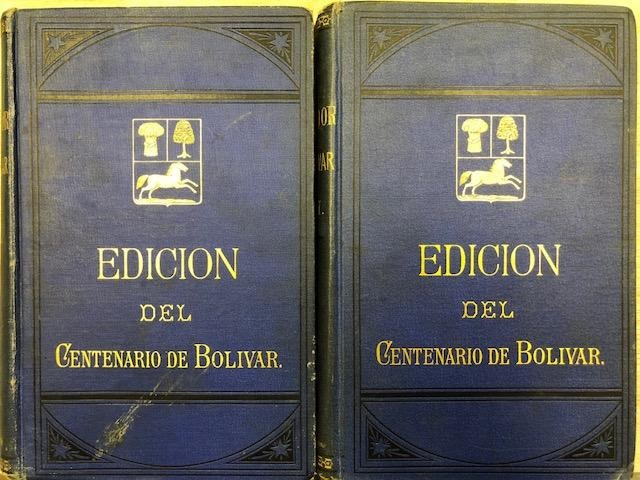 EDICION
DEL
CENTENARIO DE BOLIVAR.
EDICION
DEL
CENTENARIO DE BOLIVAR.